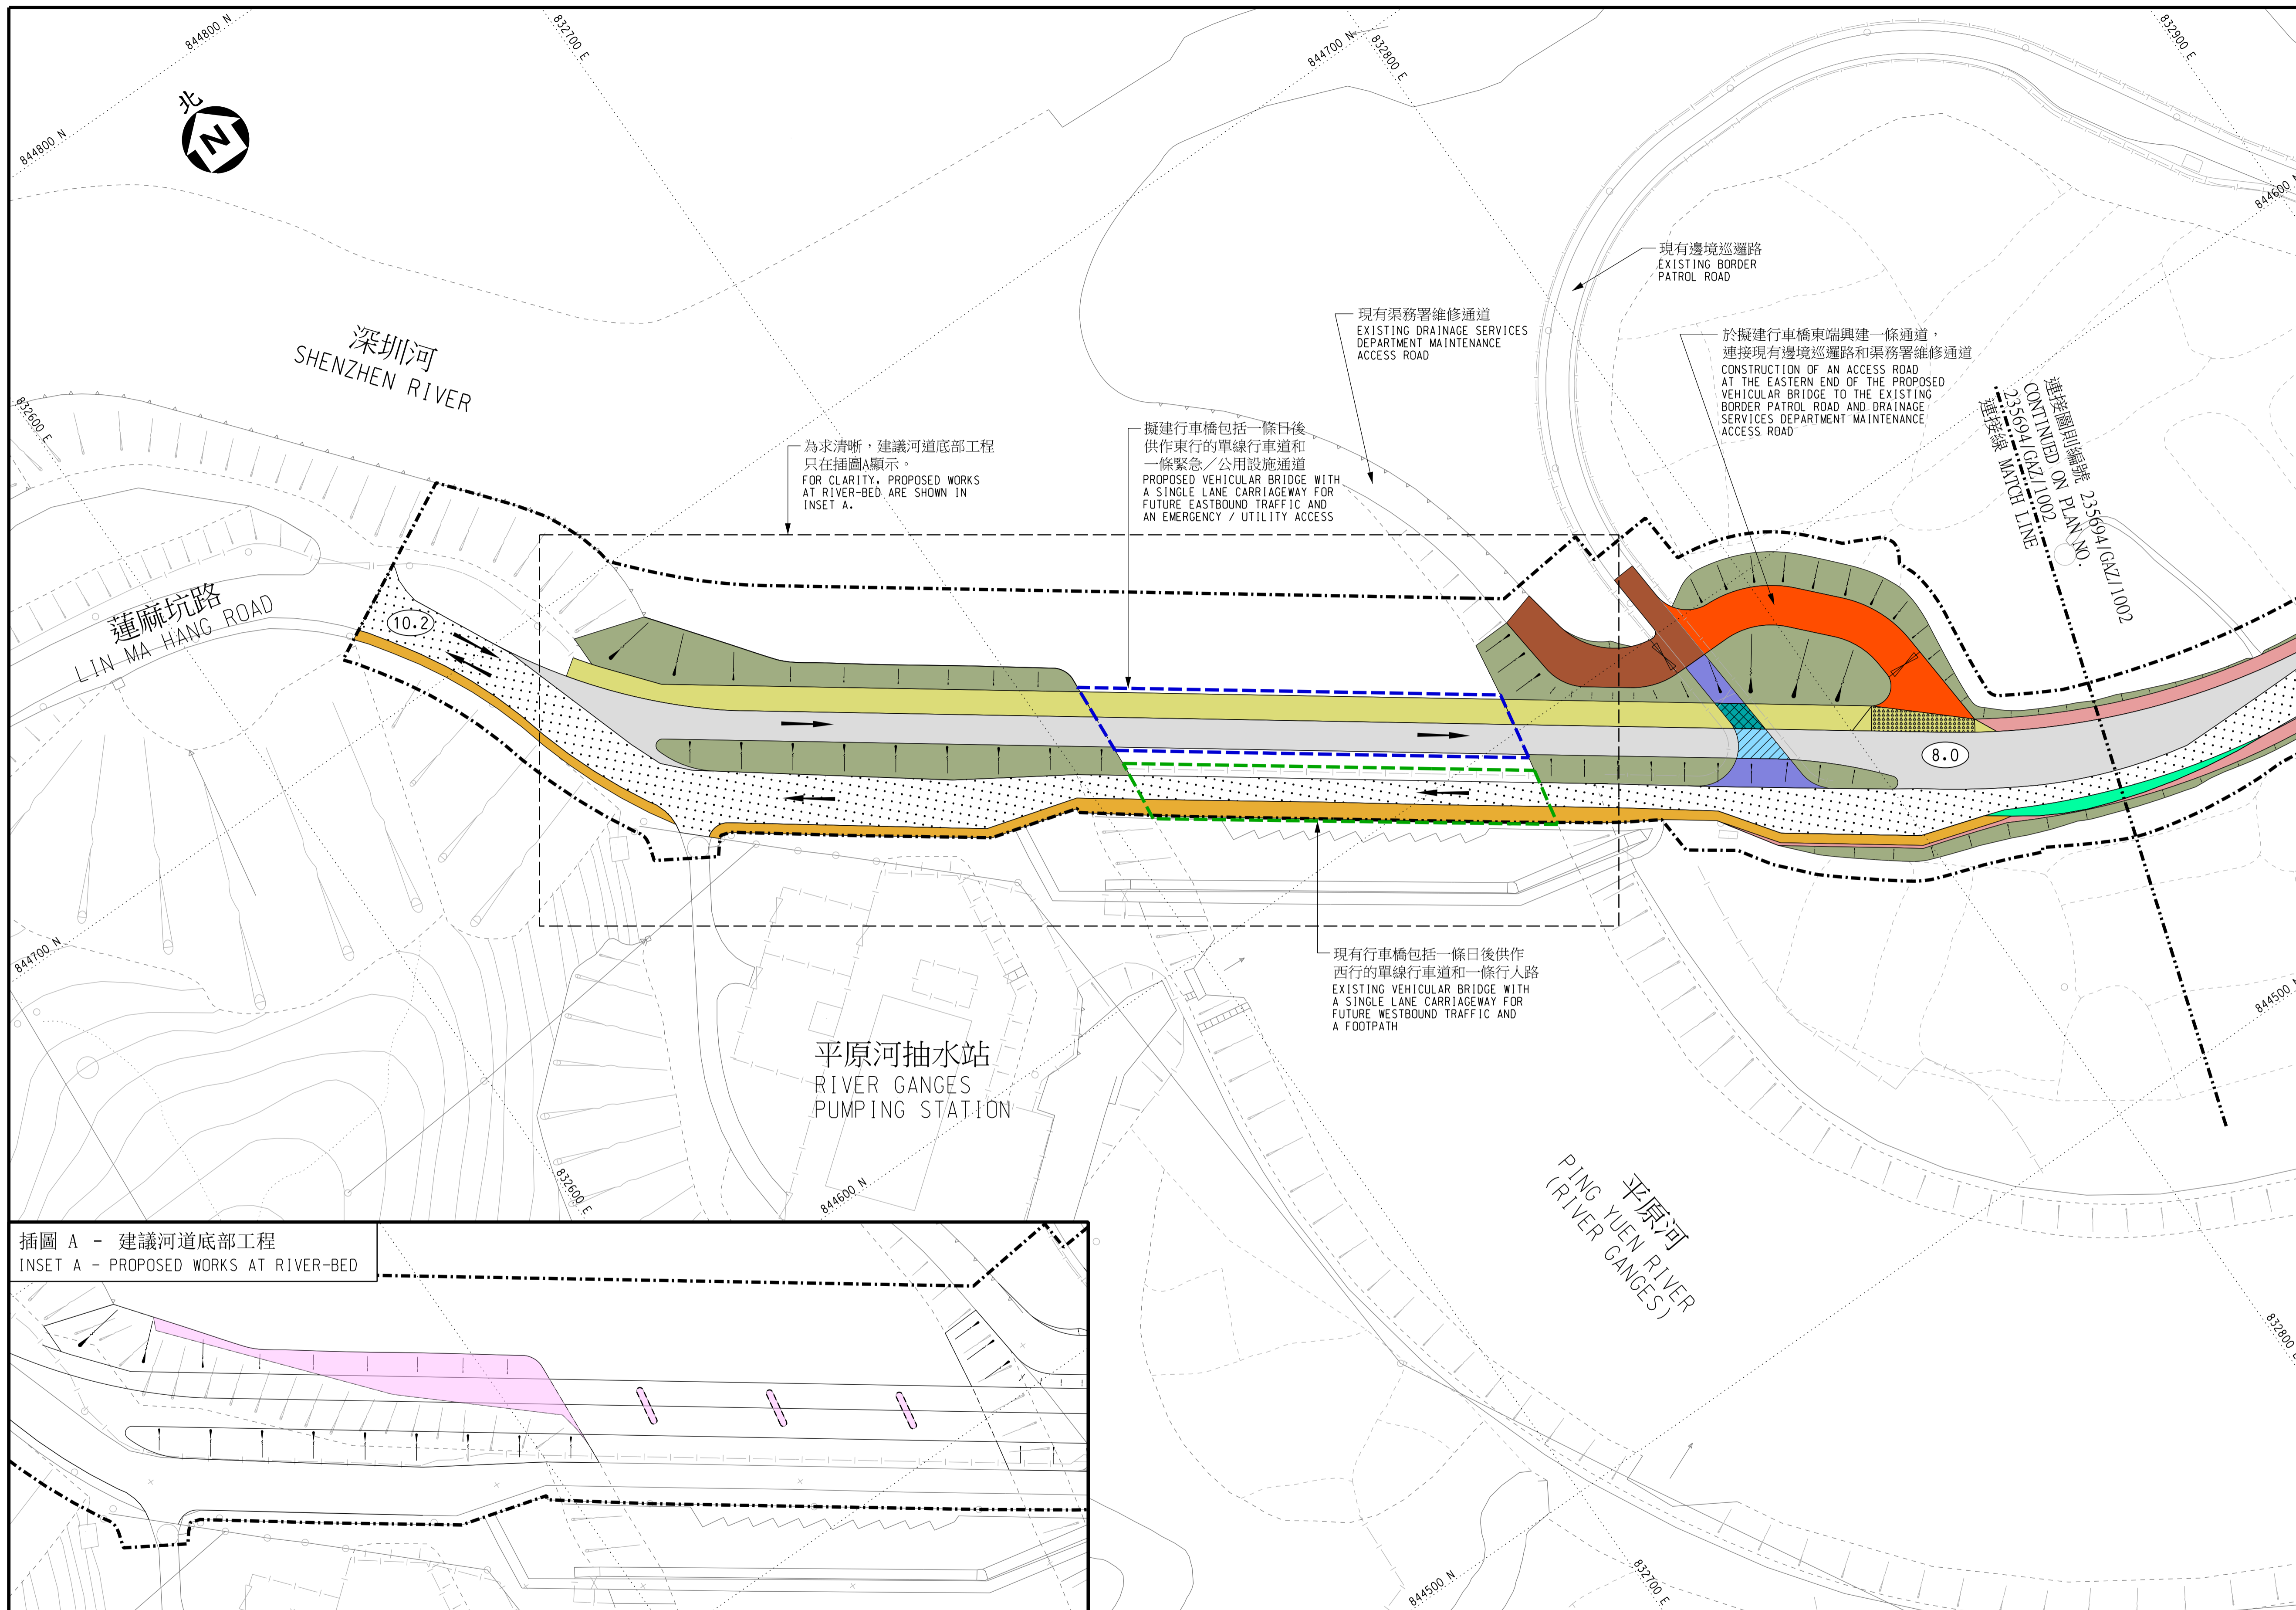 844800 N
832700 E
844700 N
832800 E
832900 E
北
N
844800 N
844600 N
現有邊境巡邏路
EXISTING BORDER
PATROL ROAD
現有渠務署維修通道
EXISTING DRAINAGE SERVICES
DEPARTMENT MAINTENANCE
ACCESS ROAD
於擬建行車橋東端興建一條通道，
連接現有邊境巡邏路和渠務署維修通道
CONSTRUCTION OF AN ACCESS ROAD
AT THE EASTERN END OF THE PROPOSED
VEHICULAR BRIDGE TO THE EXISTING
BORDER PATROL ROAD AND DRAINAGE
SERVICES DEPARTMENT MAINTENANCE
ACCESS ROAD
深圳河
SHENZHEN RIVER
832600 E
為求清晰，建議河道底部工程
只在插圖A顯示。
FOR CLARITY, PROPOSED WORKS
AT RIVER-BED ARE SHOWN IN
INSET A.
擬建行車橋包括一條日後
供作東行的單線行車道和
一條緊急／公用設施通道
PROPOSED VEHICULAR BRIDGE WITH
A SINGLE LANE CARRIAGEWAY FOR
FUTURE EASTBOUND TRAFFIC AND
AN EMERGENCY / UTILITY ACCESS
連接圖則編號 235694/GAZ/1002
CONTINUED ON PLAN NO.
235694/GAZ/1002
連接線 MATCH LINE
蓮麻坑路
LIN MA HANG ROAD
10.2
8.0
844700 N
現有行車橋包括一條日後供作
西行的單線行車道和一條行人路
EXISTING VEHICULAR BRIDGE WITH
A SINGLE LANE CARRIAGEWAY FOR
FUTURE WESTBOUND TRAFFIC AND
A FOOTPATH
844500 N
平原河抽水站
RIVER GANGES
PUMPING STATION
832600 E
844600 N
平原河
PING YUEN RIVER
(RIVER GANGES)
832800 E
插圖 A - 建議河道底部工程
INSET A - PROPOSED WORKS AT RIVER-BED
844500 N
832700 E